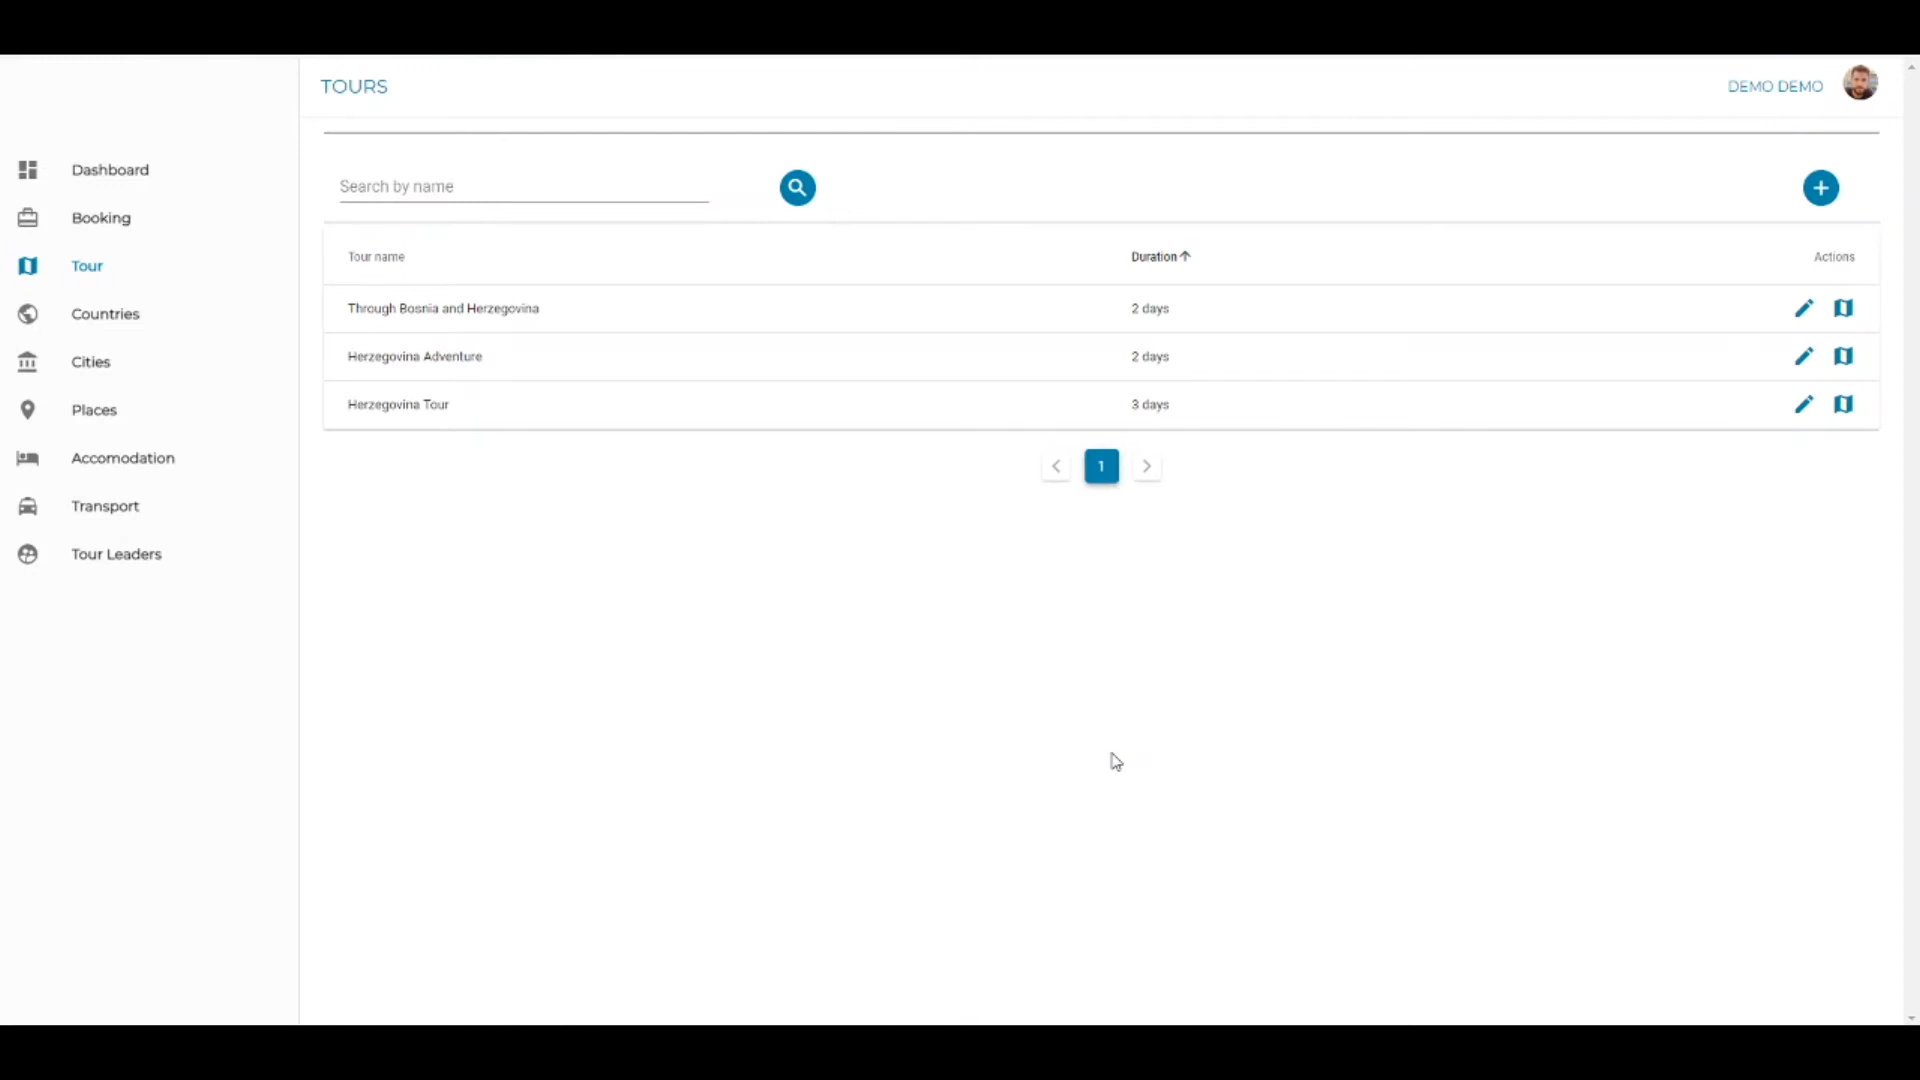 TOURS
DEMO DEMO
Dashboard
Booking
Tour
Countries
Cities
Places
Accomodation
Transport
Tour Leaders
Search by name
Tour name Duration Actions
Through Bosnia and Herzegovina 2 days
Herzegovina Adventure 2 days
Herzegovina Tour 3 days
1